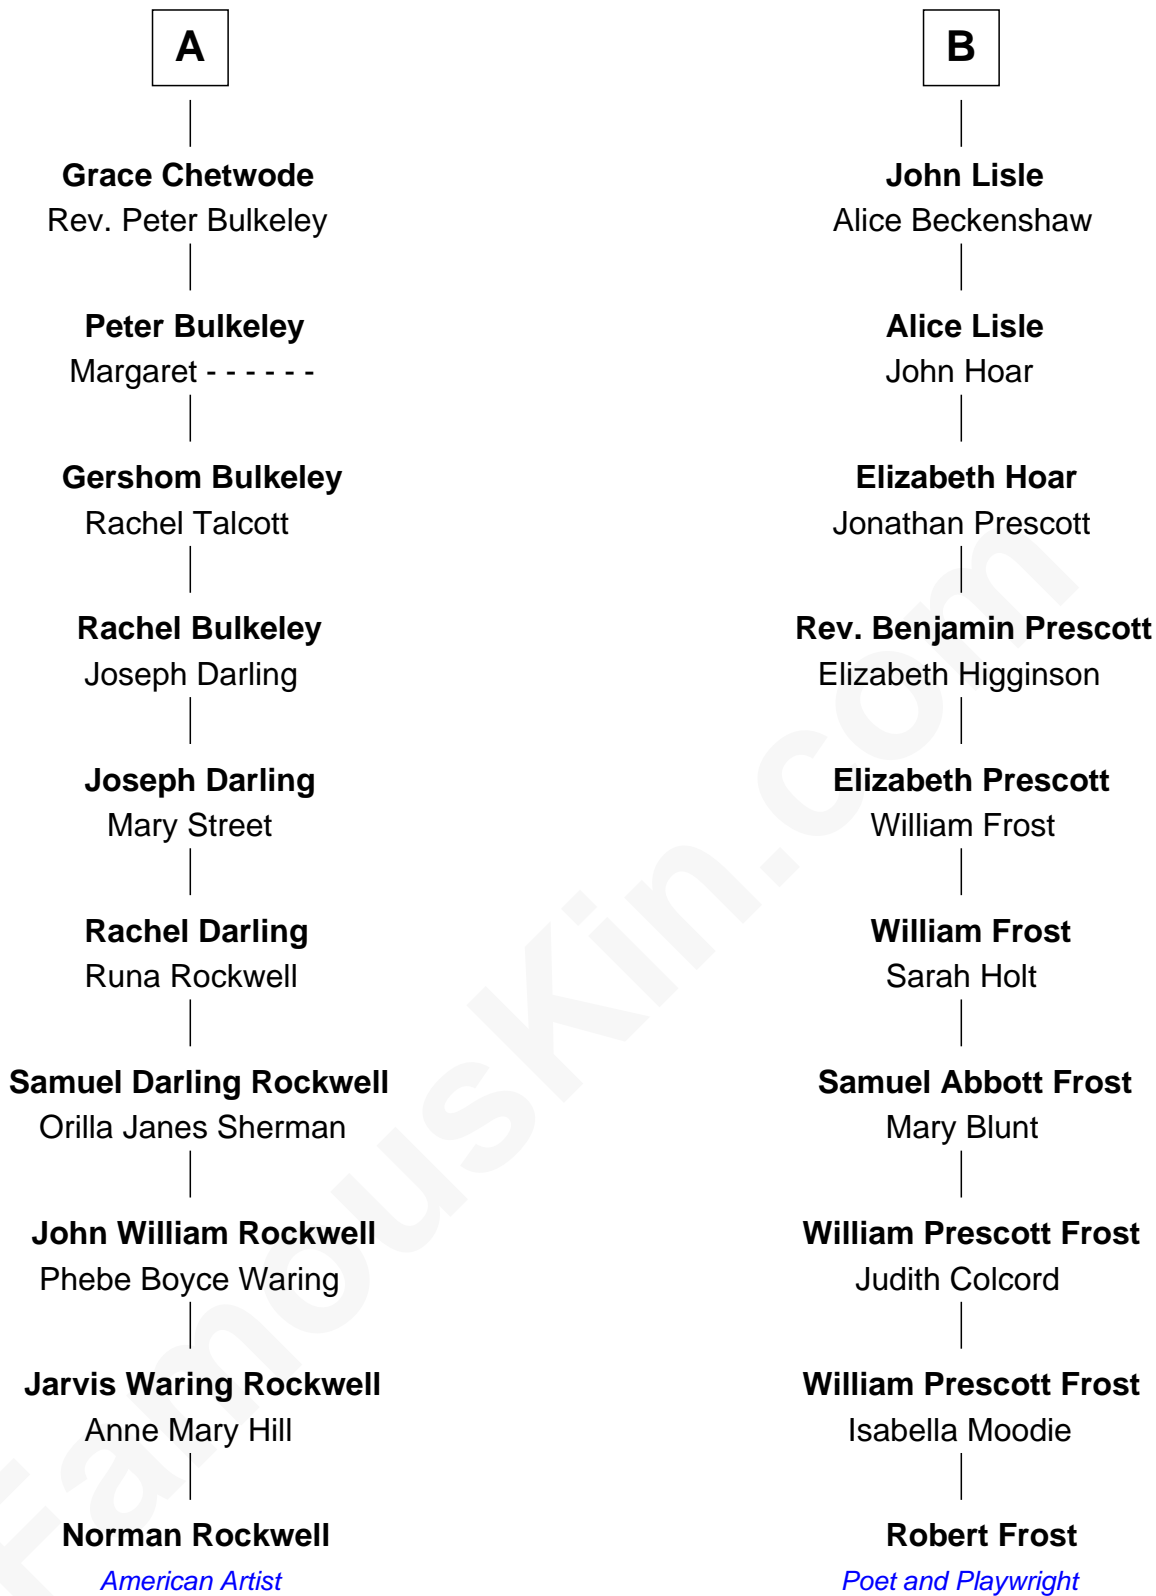 A
Grace Chetwode
Rev. Peter Bulkeley
Peter Bulkeley
Margaret - - - - - -
Gershom Bulkeley
Rachel Talcott
Rachel Bulkeley
Joseph Darling
Joseph Darling
Mary Street
Rachel Darling
Runa Rockwell
Samuel Darling Rockwell
Orilla Janes Sherman
John William Rockwell
Phebe Boyce Waring
Jarvis Waring Rockwell
Anne Mary Hill
Norman Rockwell
American Artist
B
John Lisle
Alice Beckenshaw
Alice Lisle
John Hoar
Elizabeth Hoar
Jonathan Prescott
Rev. Benjamin Prescott
Elizabeth Higginson
Elizabeth Prescott
William Frost
William Frost
Sarah Holt
Samuel Abbott Frost
Mary Blunt
William Prescott Frost
Judith Colcord
William Prescott Frost
Isabella Moodie
Robert Frost
Poet and Playwright
FamousKin.com